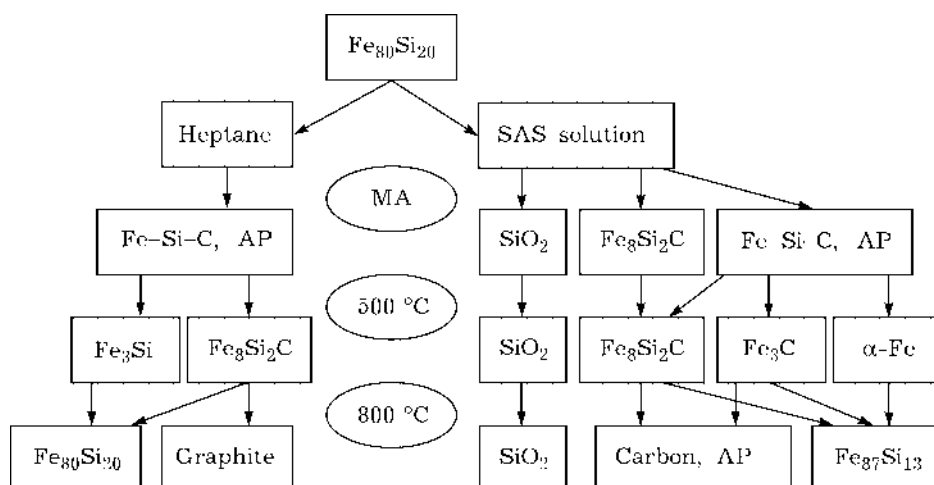 Fe₈₀Si₂₀
Heptane
SAS solution
MA
Fe–Si–C, AP
SiO₂
Fe₈Si₂C
Fe–Si–C, AP
500 °C
Fe₃Si
Fe₈Si₂C
SiO₂
Fe₈Si₂C
Fe₃C
α-Fe
800 °C
Fe₈₀Si₂₀
Graphite
SiO₂
Carbon, AP
Fe₈₇Si₁₃